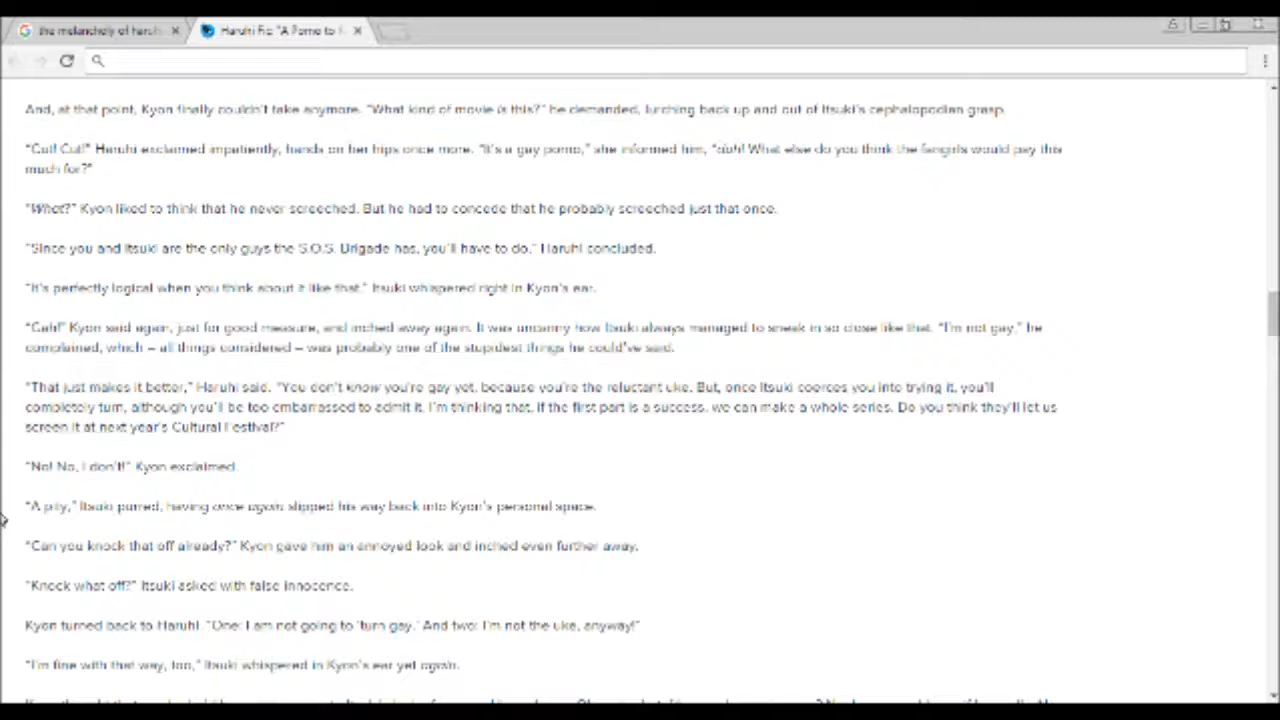 the melancholy of haruh
Haruhi Fic: "A Porno to
And, at that point, Kyon finally couldn't take anymore. "What kind of movie is this?" he demanded, lurching back up and out of Itsuki's cephalopodian grasp.
"Cut! Cut!" Haruhi exclaimed impatiently, hands on her hips once more. "It's a gay porno," she informed him, "duh! What else do you think the fangirls would pay this
much for?"
"What?" Kyon liked to think that he never screeched. But he had to concede that he probably screeched just that once.
"Since you and Itsuki are the only guys the S.O.S. Brigade has, you'll have to do." Haruhi concluded.
"It's perfectly logical when you think about it like that." Itsuki whispered right in Kyon's ear.
"Gah!" Kyon said again, just for good measure, and inched away again. It was uncanny how Itsuki always managed to sneak in so close like that. "I'm not gay," he
complained, which – all things considered – was probably one of the stupidest things he could've said.
"That just makes it better," Haruhi said. "You don't know you're gay yet, because you're the reluctant uke. But, once Itsuki coerces you into trying it, you'll
completely turn, although you'll be too embarrassed to admit it. I'm thinking that, if the first part is a success, we can make a whole series. Do you think they'll let us
screen it at next year's Cultural Festival?"
"No! No, I don't!" Kyon exclaimed.
"A pity," Itsuki purred, having once again slipped his way back into Kyon's personal space.
"Can you knock that off already?" Kyon gave him an annoyed look and inched even further away.
"Knock what off?" Itsuki asked with false innocence.
Kyon turned back to Haruhi. "One: I am not going to 'turn gay.' And two: I'm not the uke, anyway!"
"I'm fine with that way, too," Itsuki whispered in Kyon's ear yet again.